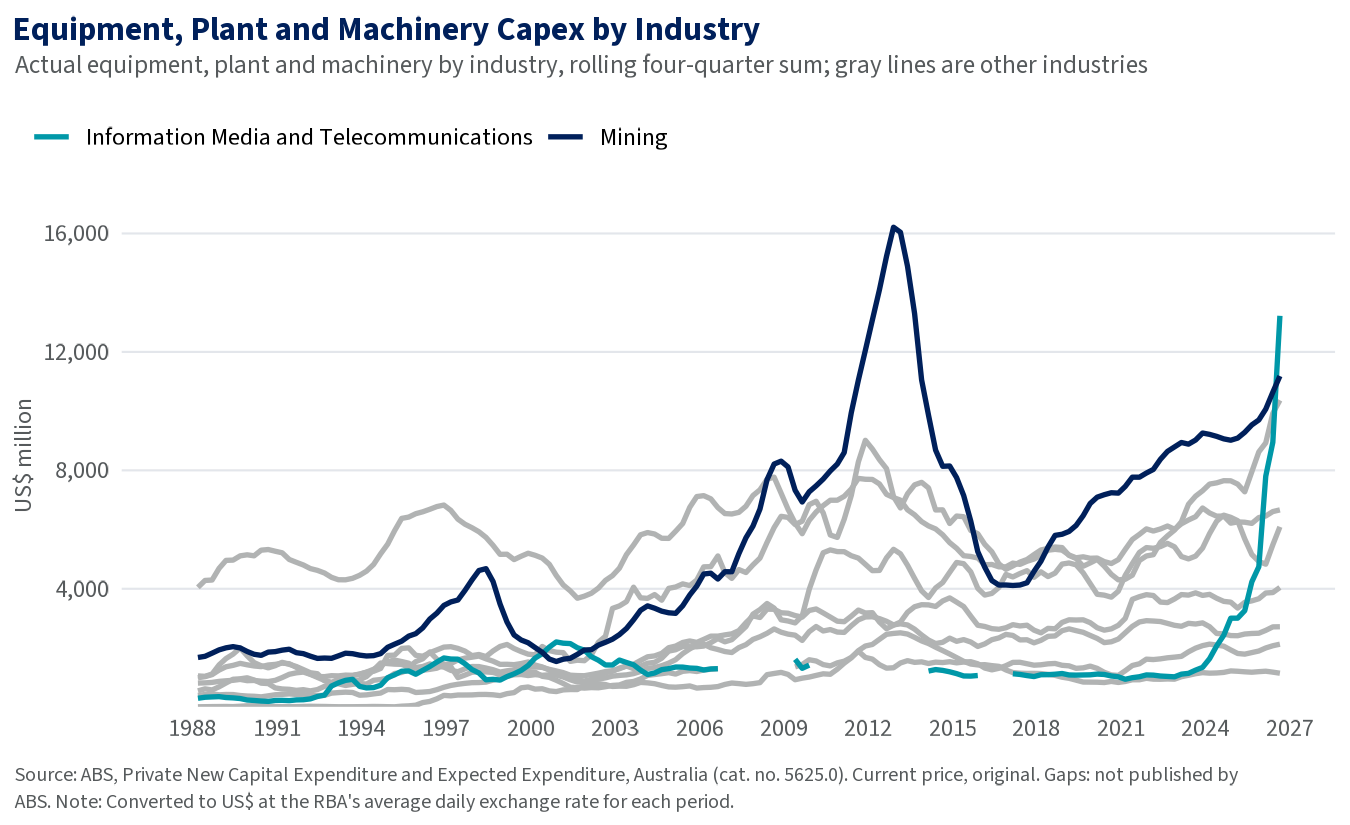 Equipment, Plant and Machinery Capex by Industry
Actual equipment, plant and machinery by industry, rolling four-quarter sum; gray lines are other industries
Information Media and Telecommunications Mining
16,000
12,000
8,000
4,000
US$ million
1988 1991 1994 1997 2000 2003 2006 2009 2012 2015 2018 2021 2024 2027
Source: ABS, Private New Capital Expenditure and Expected Expenditure, Australia (cat. no. 5625.0). Current price, original. Gaps: not published by
ABS. Note: Converted to US$ at the RBA's average daily exchange rate for each period.